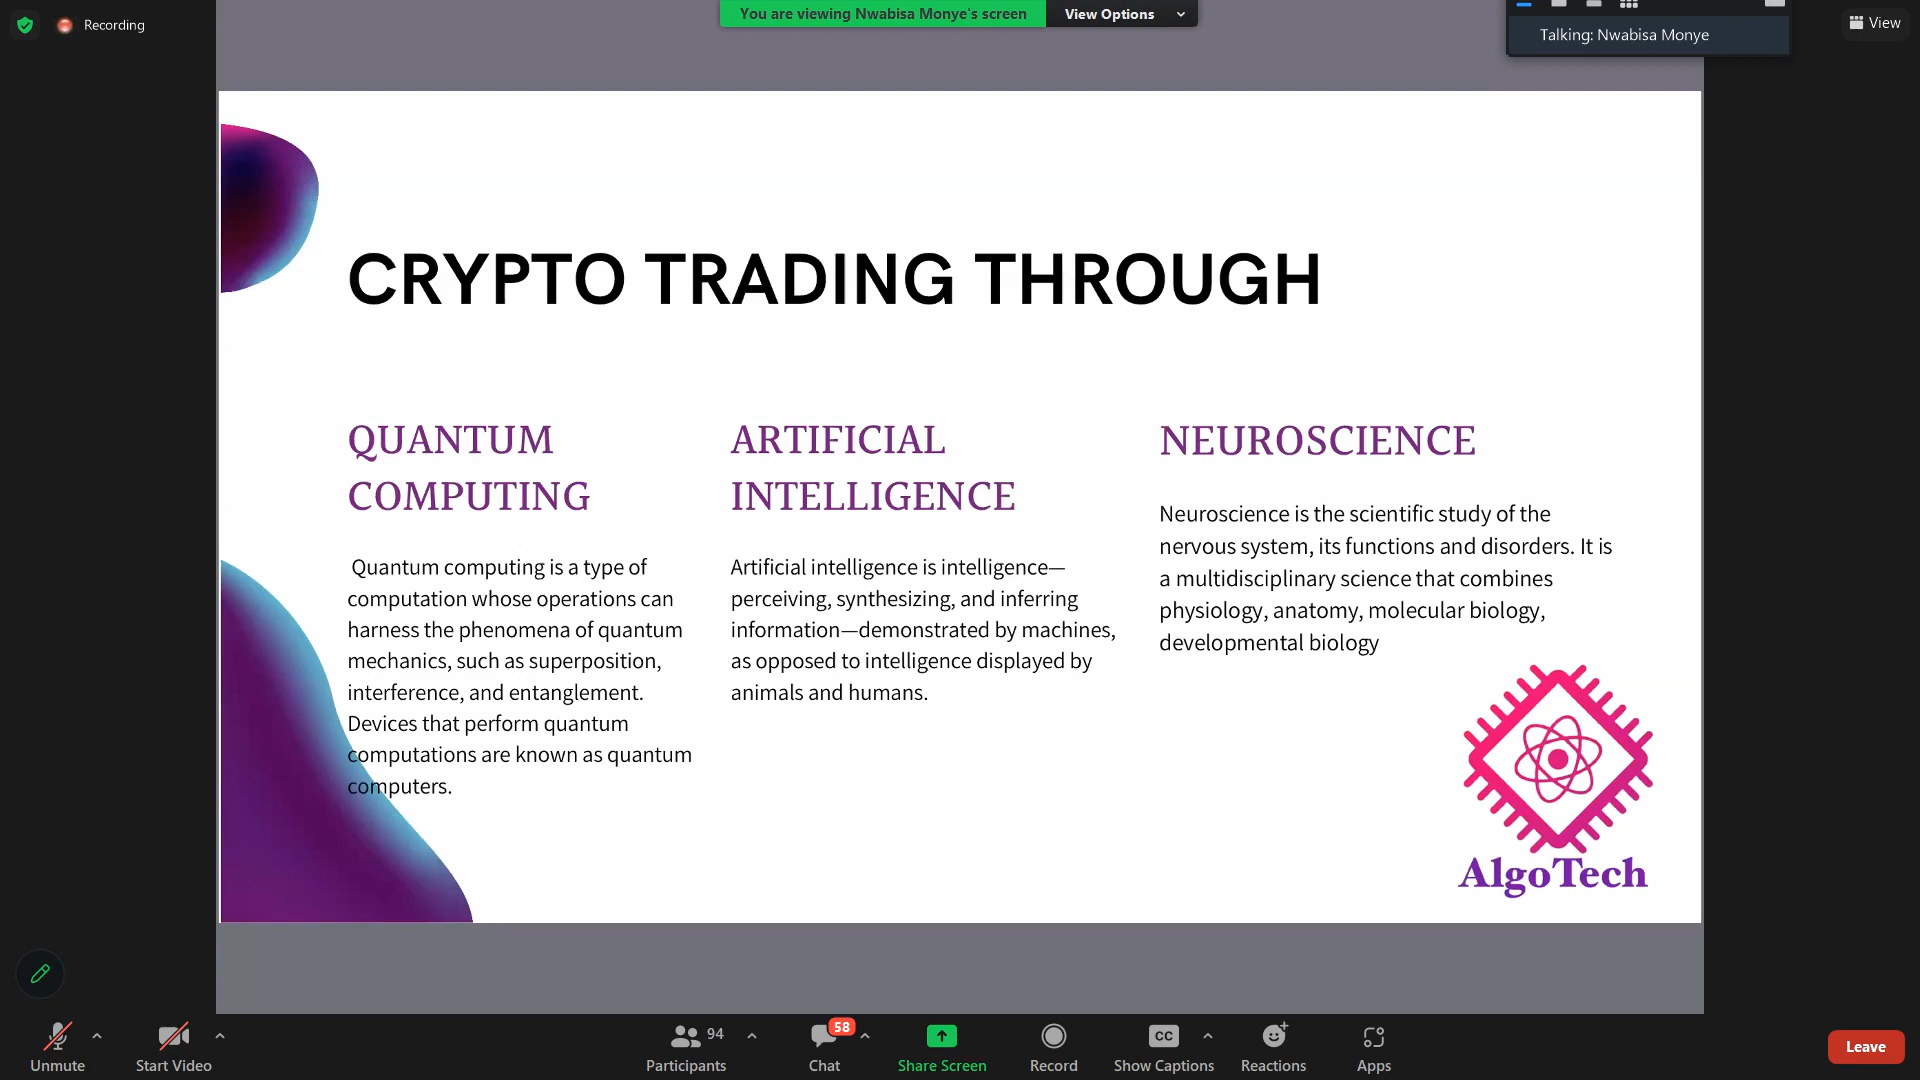 Recording
You are viewing Nwabisa Monye's screen
View Options
Talking: Nwabisa Monye
View
CRYPTO TRADING THROUGH
QUANTUM
COMPUTING
Quantum computing is a type of
computation whose operations can
harness the phenomena of quantum
mechanics, such as superposition,
interference, and entanglement.
Devices that perform quantum
computations are known as quantum
computers.
ARTIFICIAL
INTELLIGENCE
Artificial intelligence is intelligence—
perceiving, synthesizing, and inferring
information—demonstrated by machines,
as opposed to intelligence displayed by
animals and humans.
NEUROSCIENCE
Neuroscience is the scientific study of the
nervous system, its functions and disorders. It is
a multidisciplinary science that combines
physiology, anatomy, molecular biology,
developmental biology
AlgoTech
Unmute
Start Video
94
Participants
58
Chat
Share Screen
Record
CC
Show Captions
Reactions
Apps
Leave